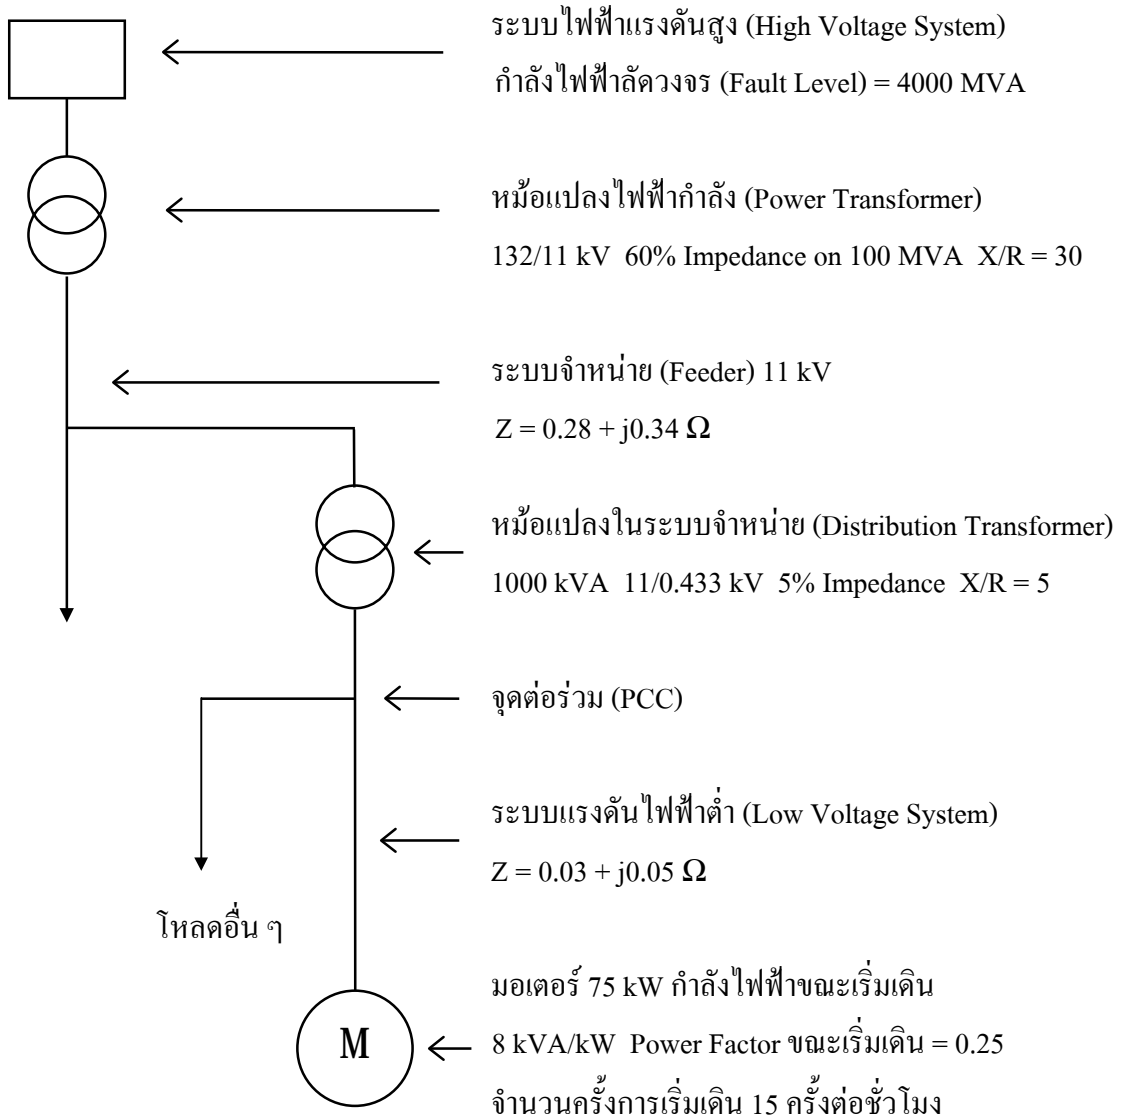 ระบบไฟฟ้าแรงดันสูง (High Voltage System)
กำลังไฟฟ้าลัดวงจร (Fault Level) = 4000 MVA
หม้อแปลงไฟฟ้ากำลัง (Power Transformer)
132/11 kV 60% Impedance on 100 MVA X/R = 30
ระบบจำหน่าย (Feeder) 11 kV
Z = 0.28 + j0.34 Ω
หม้อแปลงในระบบจำหน่าย (Distribution Transformer)
1000 kVA 11/0.433 kV 5% Impedance X/R = 5
จุดต่อร่วม (PCC)
ระบบแรงดันไฟฟ้าต่ำ (Low Voltage System)
Z = 0.03 + j0.05 Ω
โหลดอื่น ๆ
มอเตอร์ 75 kW กำลังไฟฟ้าขณะเริ่มเดิน
M
8 kVA/kW Power Factor ขณะเริ่มเดิน = 0.25
จำนวนครั้งการเริ่มเดิน 15 ครั้งต่อชั่วโมง